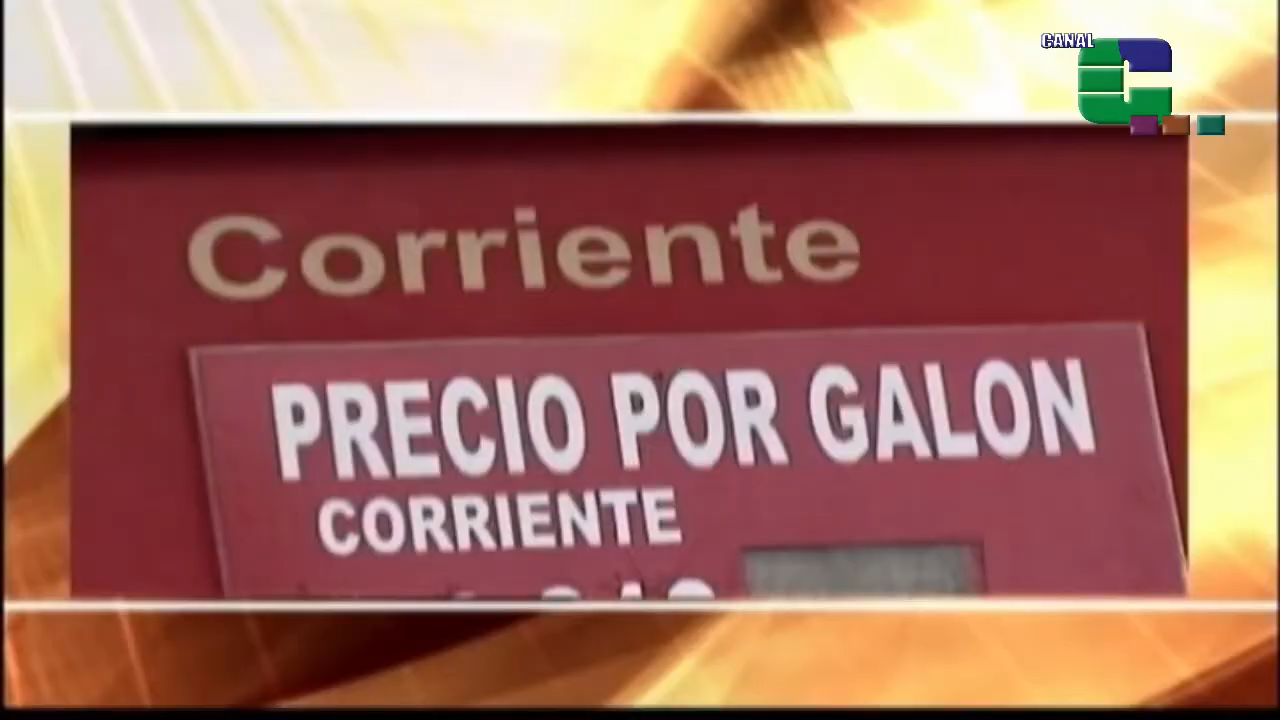 CANAL
C
Corriente
PRECIO POR GALON
CORRIENTE